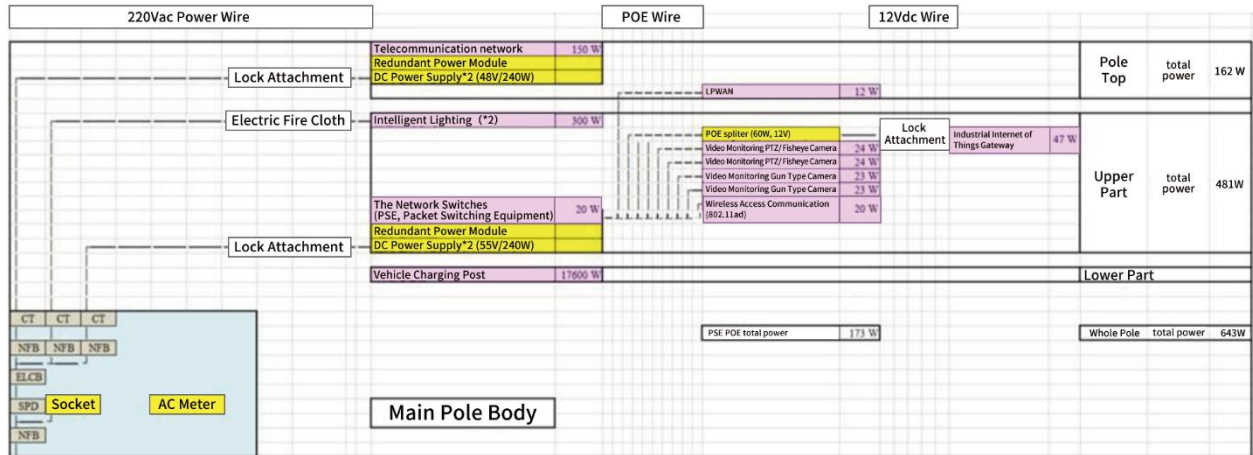 220Vac Power Wire POE Wire 12Vdc Wire
Telecommunication network 150 W
Redundant Power Module
Lock Attachment DC Power Supply*2 (48V/240W)
Pole Top total power 162 W
LPWAN 12 W
Electric Fire Cloth Intelligent Lighting (*2) 300 W
POE spliter (60W, 12V) Lock Attachment Industrial Internet of Things Gateway 47 W
Video Monitoring PTZ/ Fisheye Camera 24 W
Video Monitoring PTZ/ Fisheye Camera 24 W
Video Monitoring Gun Type Camera 23 W
Video Monitoring Gun Type Camera 23 W
Upper Part total power 481W
The Network Switches
(PSE, Packet Switching Equipment) 20 W
Wireless Access Communication
(802.11ad) 20 W
Redundant Power Module
Lock Attachment DC Power Supply*2 (55V/240W)
Vehicle Charging Post 17600 W Lower Part
CT CT CT
PSE POE total power 173 W Whole Pole total power 643W
NFB NFB NFB
ELCB
SPD Socket AC Meter
Main Pole Body
NFB